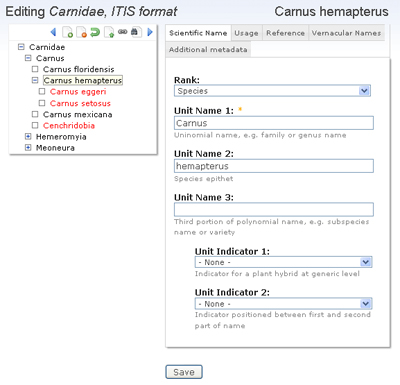 Editing Carnidae, ITIS format
Carnus hemapterus
Carnidae
Carnus
Carnus floridensis
Carnus hemapterus
Carnus eggeri
Carnus setosus
Carnus mexicana
Cenchridobia
Hemeromyia
Meoneura
Scientific Name Usage Reference Vernacular Names
Additional metadata
Rank:
Species
Unit Name 1: *
Carnus
Uninomial name, e.g. family or genus name
Unit Name 2:
hemapterus
Species epithet
Unit Name 3:
Third portion of polynomial name, e.g. subspecies
name or variety
Unit Indicator 1:
- None -
Indicator for a plant hybrid at generic level
Unit Indicator 2:
- None -
Indicator positioned between first and second
part of name
Save